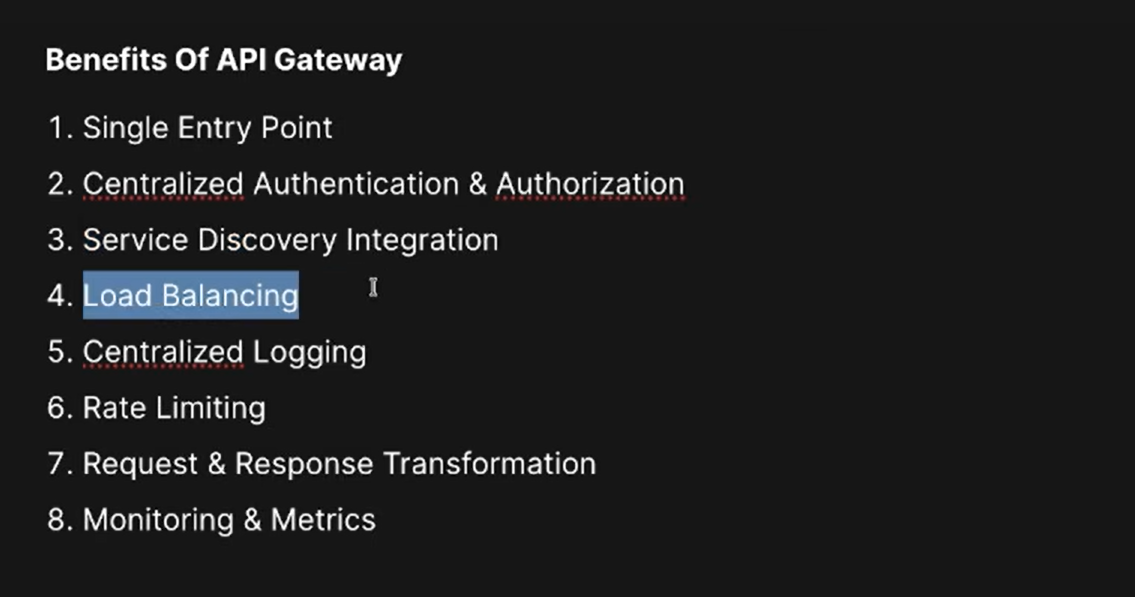 Benefits Of API Gateway
1. Single Entry Point
2. Centralized Authentication & Authorization
3. Service Discovery Integration
4. Load Balancing
5. Centralized Logging
6. Rate Limiting
7. Request & Response Transformation
8. Monitoring & Metrics